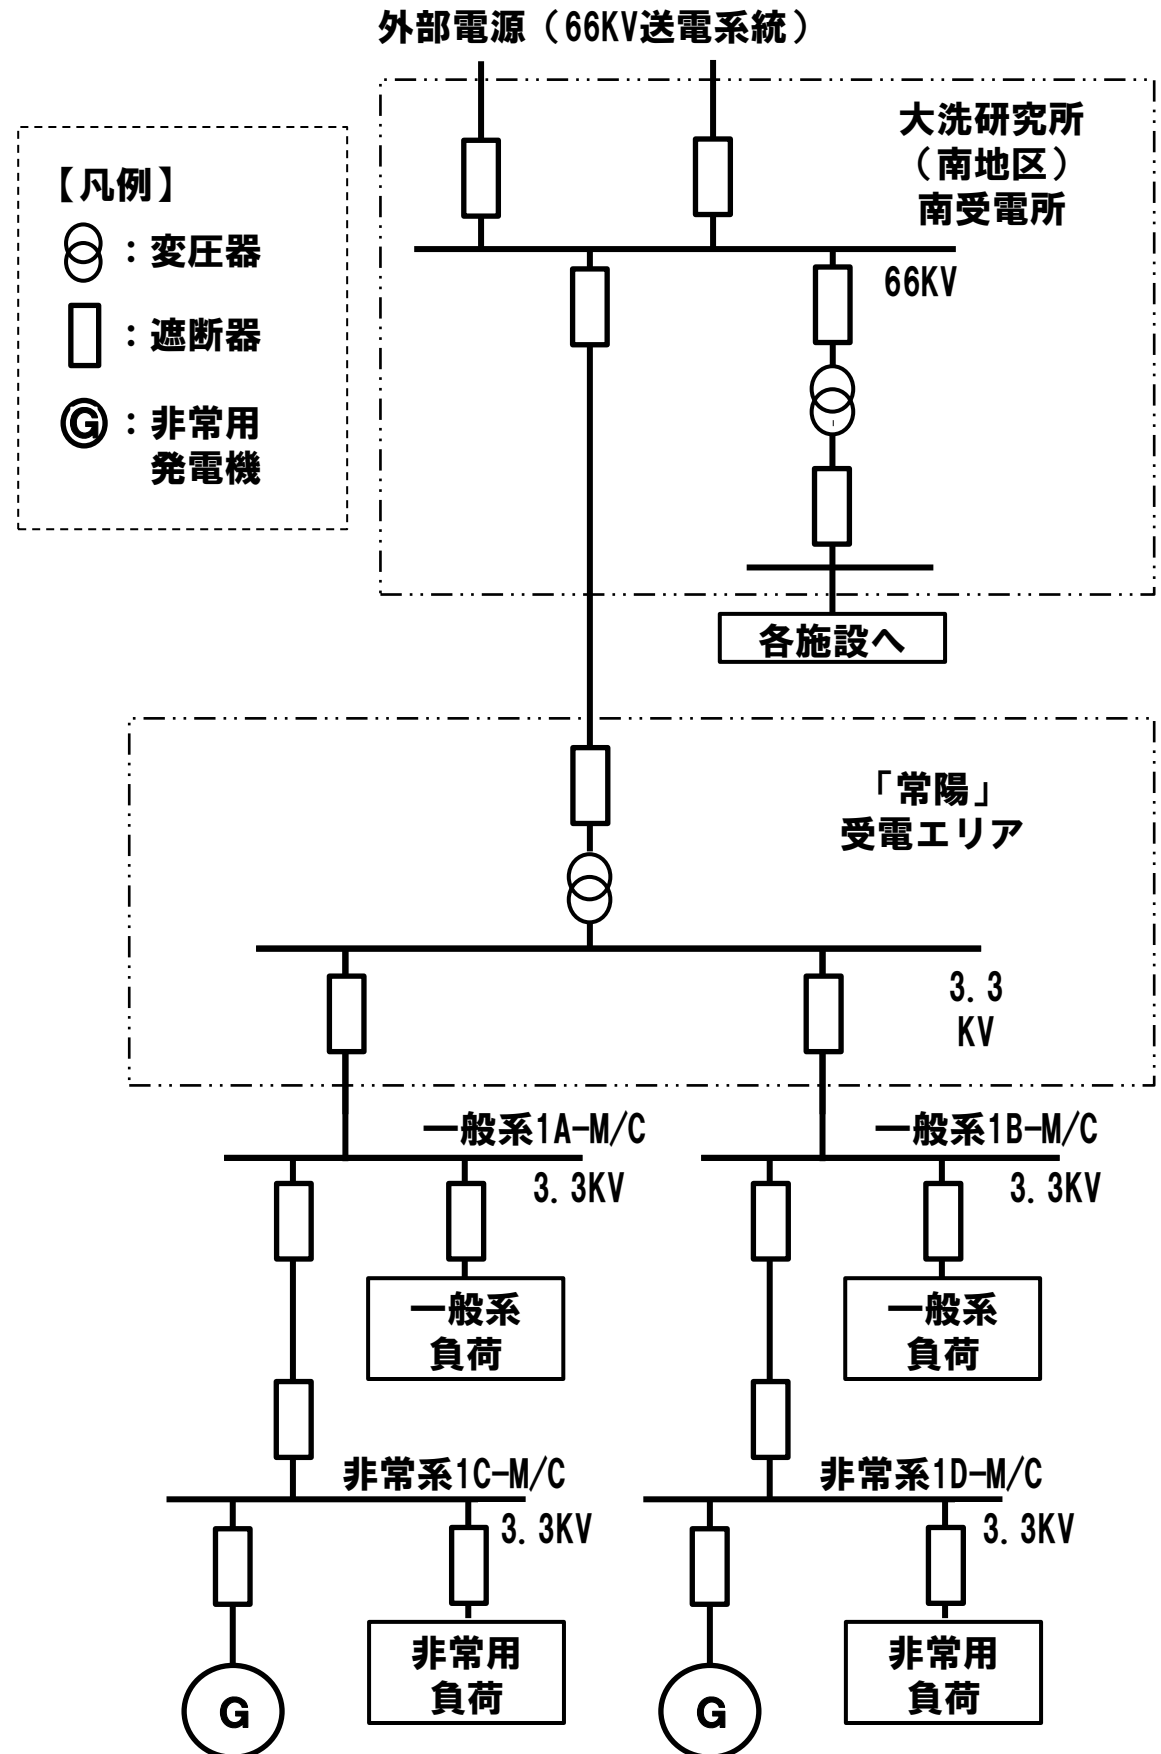 外部電源（66KV送電系統）
大洗研究所
（南地区）
南受電所
【凡例】
：変圧器
：遮断器
G：非常用
発電機
66KV
各施設へ
「常陽」
受電エリア
3.3
KV
一般系1A-M/C
一般系1B-M/C
3.3KV
3.3KV
一般系
負荷
一般系
負荷
非常系1C-M/C
非常系1D-M/C
3.3KV
3.3KV
非常用
負荷
非常用
負荷
G
G